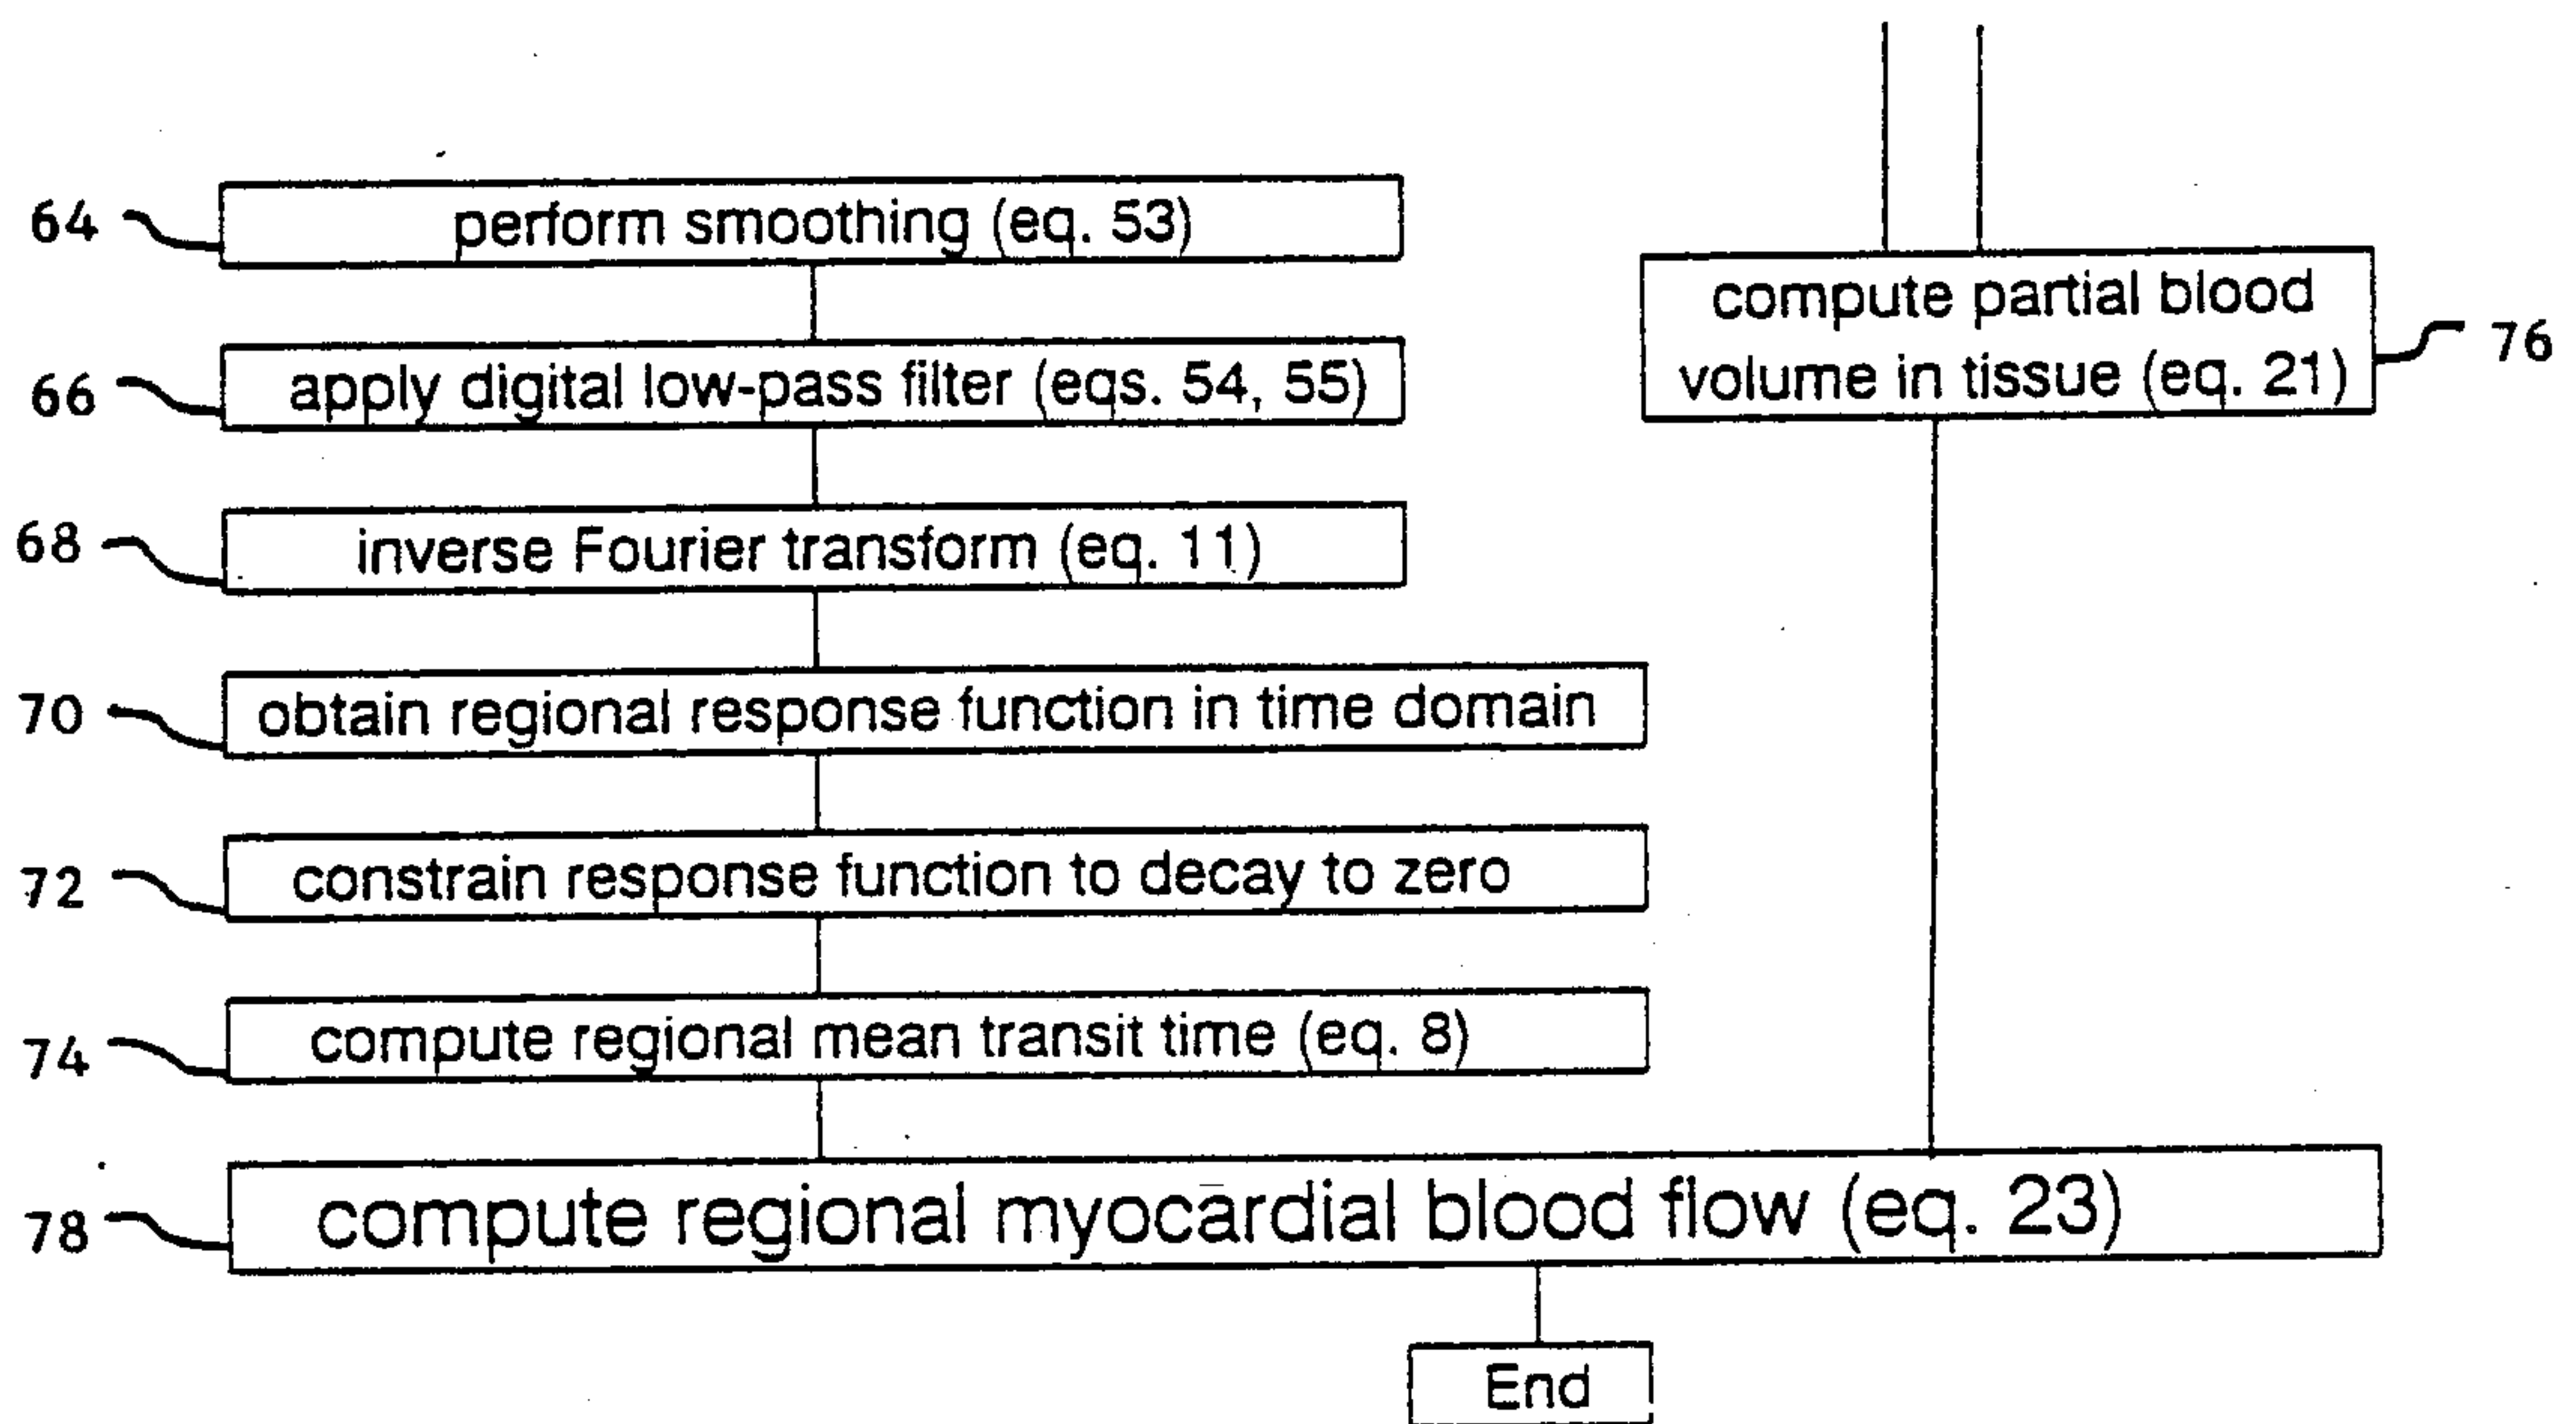 64
perform smoothing (eq. 53)
66
apply digital low-pass filter (eqs. 54, 55)
68
inverse Fourier transform (eq. 11)
70
obtain regional response function in time domain
72
constrain response function to decay to zero
74
compute regional mean transit time (eq. 8)
compute partial blood
volume in tissue (eq. 21)
76
78
compute regional myocardial blood flow (eq. 23)
End